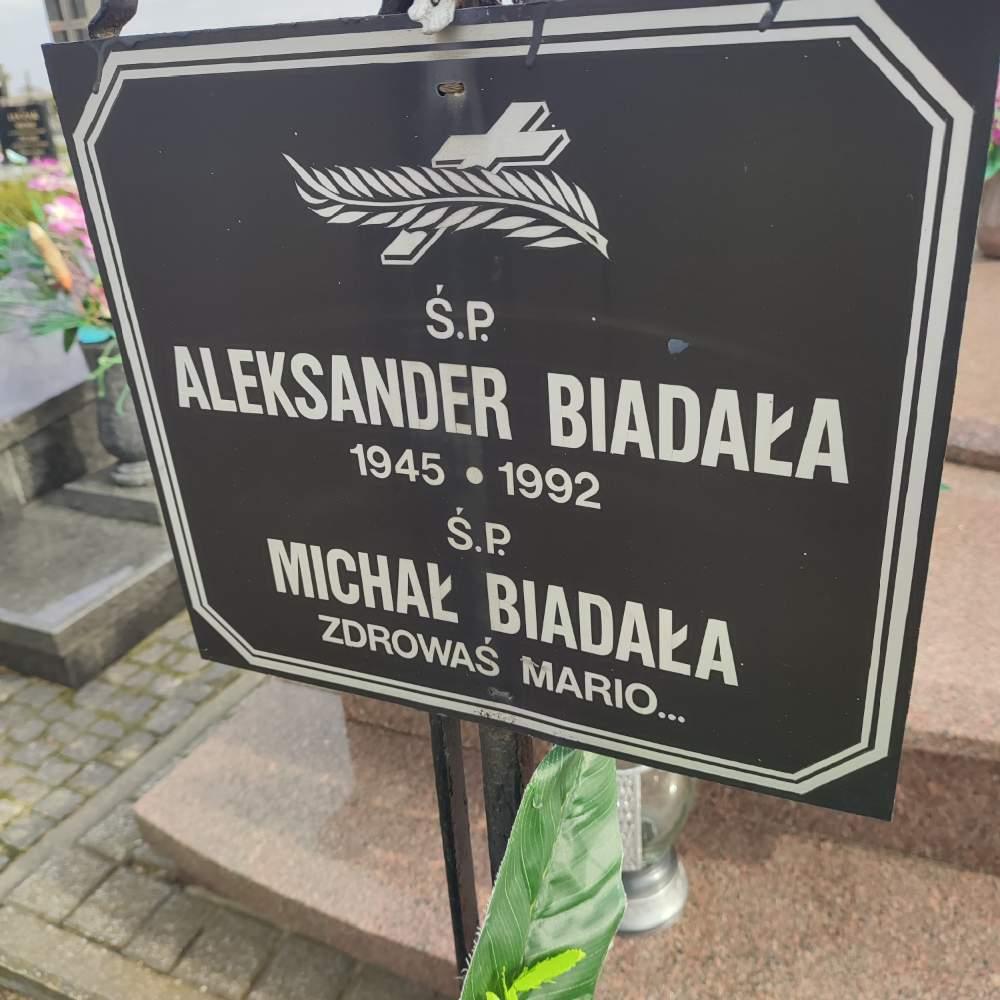 Ś.P.
ALEKSANDER BIADAŁA
1945 • 1992
Ś.P.
MICHAŁ BIADAŁA
ZDROWAŚ MARIO...